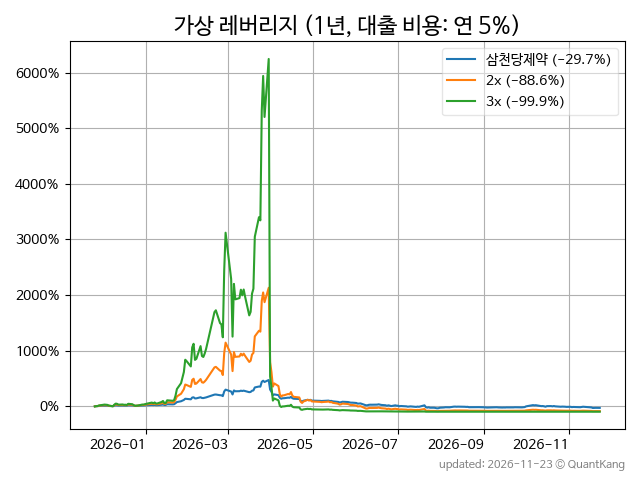 가상 레버리지 (1년, 대출 비용: 연 5%)
삼천당제약 (-29.7%)
2x (-88.6%)
3x (-99.9%)
6000%
5000%
4000%
3000%
2000%
1000%
0%
2026-01 2026-03 2026-05 2026-07 2026-09 2026-11
updated: 2026-11-23 © QuantKang